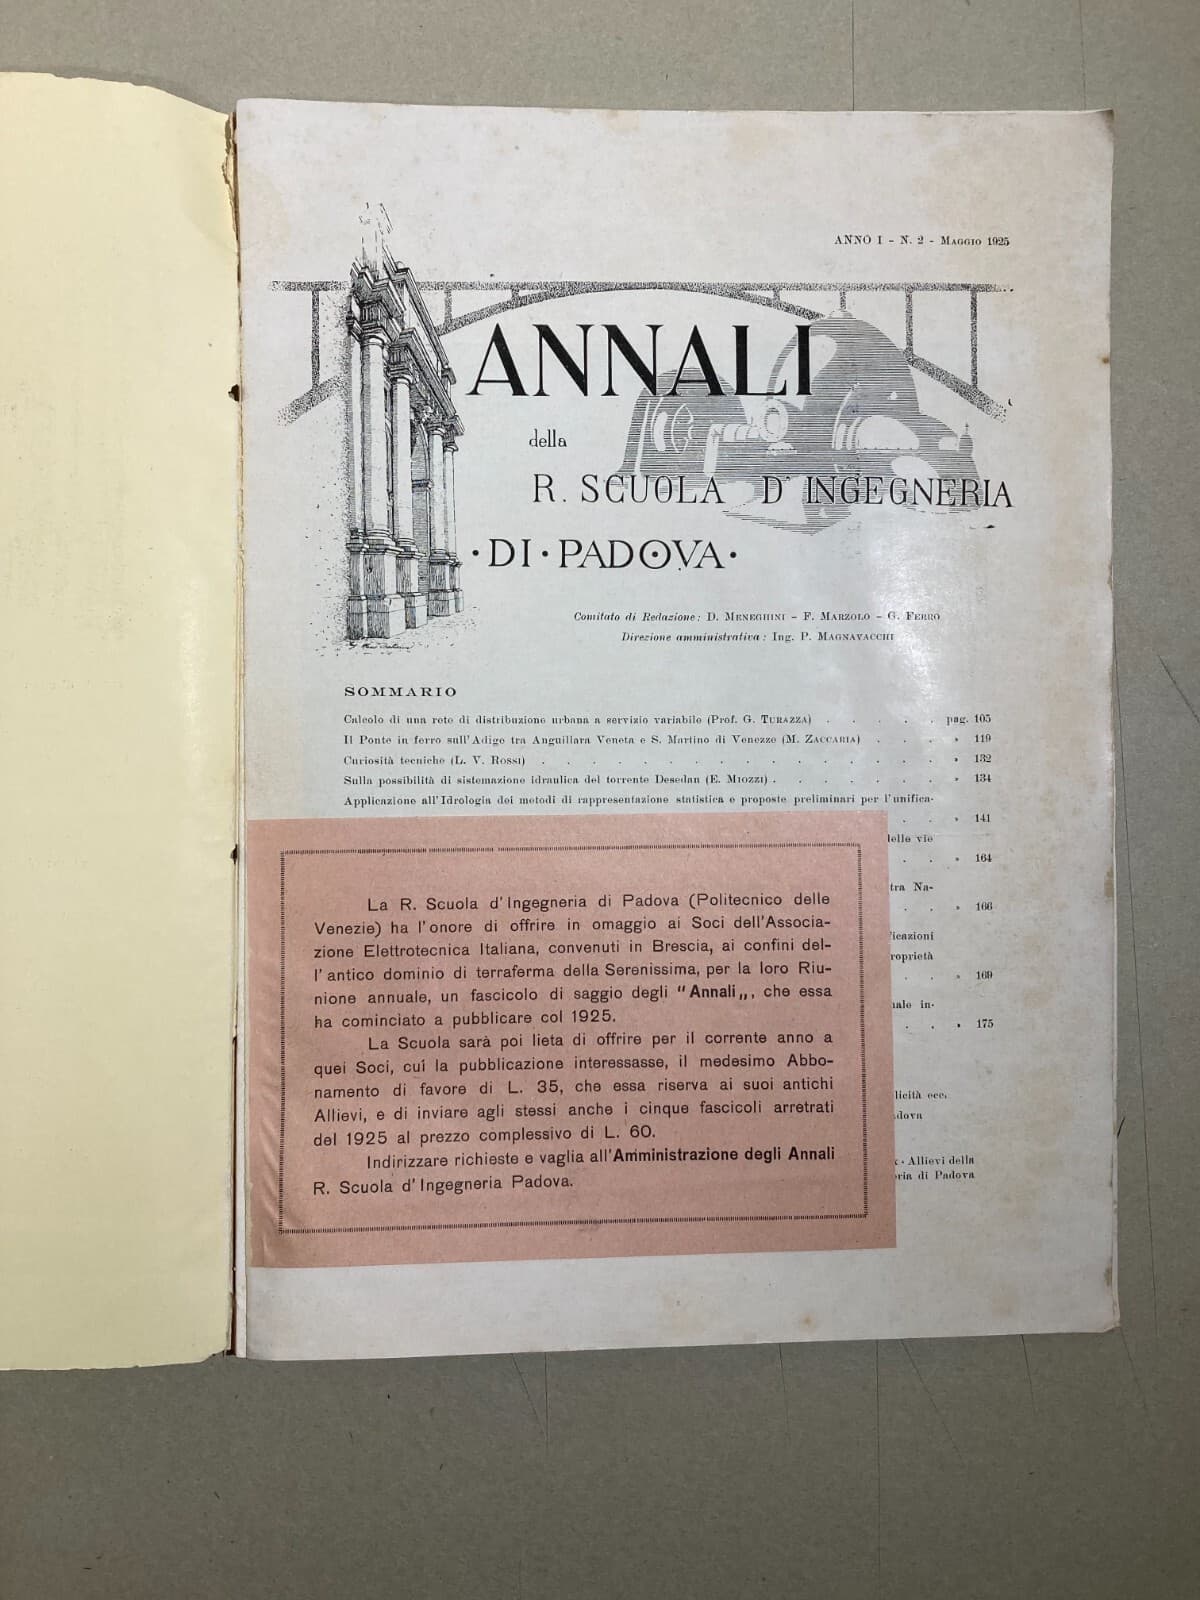 ANNO I - N. 2 - Maggio 1925
ANNALI
della
R. SCUOLA D'INGEGNERIA
·DI·PADOVA·
Comitato di Redazione: D. Meneghini - F. Marzolo - G. Ferro
Direzione amministrativa: Ing. P. Magnavacchi
SOMMARIO
Calcolo di una rete di distribuzione urbana a servizio variabile (Prof. G. Turazza) . . . . . pag. 105
Il Ponte in ferro sull'Adige tra Anguillara Veneta e S. Martino di Venezze (M. Zaccaria) . . . » 119
Curiosità tecniche (L. V. Rossi) . . . . . . . . . . . . . . . . » 132
Sulla possibilità di sistemazione idraulica del torrente Desedan (E. Miozzi) . . . . . . . » 134
Applicazione all'Idrologia dei metodi di rappresentazione statistica e proposte preliminari per l'unifica-
. . » 141
delle vie
. . » 164
tra Na-
. . » 166
ficazioni
roprietà
. . » 169
nale in-
. . » 175
licità ecc.
adova
x - Allievi della
ria di Padova
La R. Scuola d'Ingegneria di Padova (Politecnico delle
Venezie) ha l'onore di offrire in omaggio ai Soci dell'Associa-
zione Elettrotecnica Italiana, convenuti in Brescia, ai confini del-
l'antico dominio di terraferma della Serenissima, per la loro Riu-
nione annuale, un fascicolo di saggio degli "Annali„, che essa
ha cominciato a pubblicare col 1925.
La Scuola sarà poi lieta di offrire per il corrente anno a
quei Soci, cui la pubblicazione interessasse, il medesimo Abbo-
namento di favore di L. 35, che essa riserva ai suoi antichi
Allievi, e di inviare agli stessi anche i cinque fascicoli arretrati
del 1925 al prezzo complessivo di L. 60.
Indirizzare richieste e vaglia all'Amministrazione degli Annali
R. Scuola d'Ingegneria Padova.